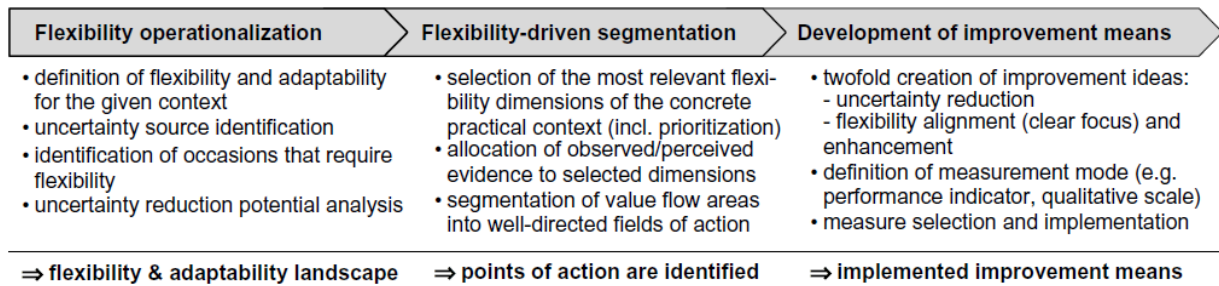 Flexibility operationalization
Flexibility-driven segmentation
Development of improvement means
• definition of flexibility and adaptability
for the given context
• uncertainty source identification
• identification of occasions that require
flexibility
• uncertainty reduction potential analysis
• selection of the most relevant flexi-
bility dimensions of the concrete
practical context (incl. prioritization)
• allocation of observed/perceived
evidence to selected dimensions
• segmentation of value flow areas
into well-directed fields of action
• twofold creation of improvement ideas:
- uncertainty reduction
- flexibility alignment (clear focus) and
enhancement
• definition of measurement mode (e.g.
performance indicator, qualitative scale)
• measure selection and implementation
⇒ flexibility & adaptability landscape
⇒ points of action are identified
⇒ implemented improvement means